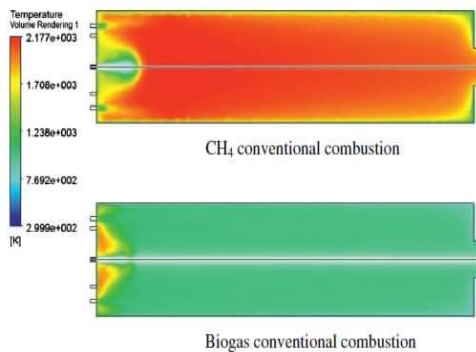 Temperature
Volume Rendering 1
2.177e+003
1.708e+003
1.238e+003
7.692e+002
2.999e+002
[K]
CH₄ conventional combustion
Biogas conventional combustion